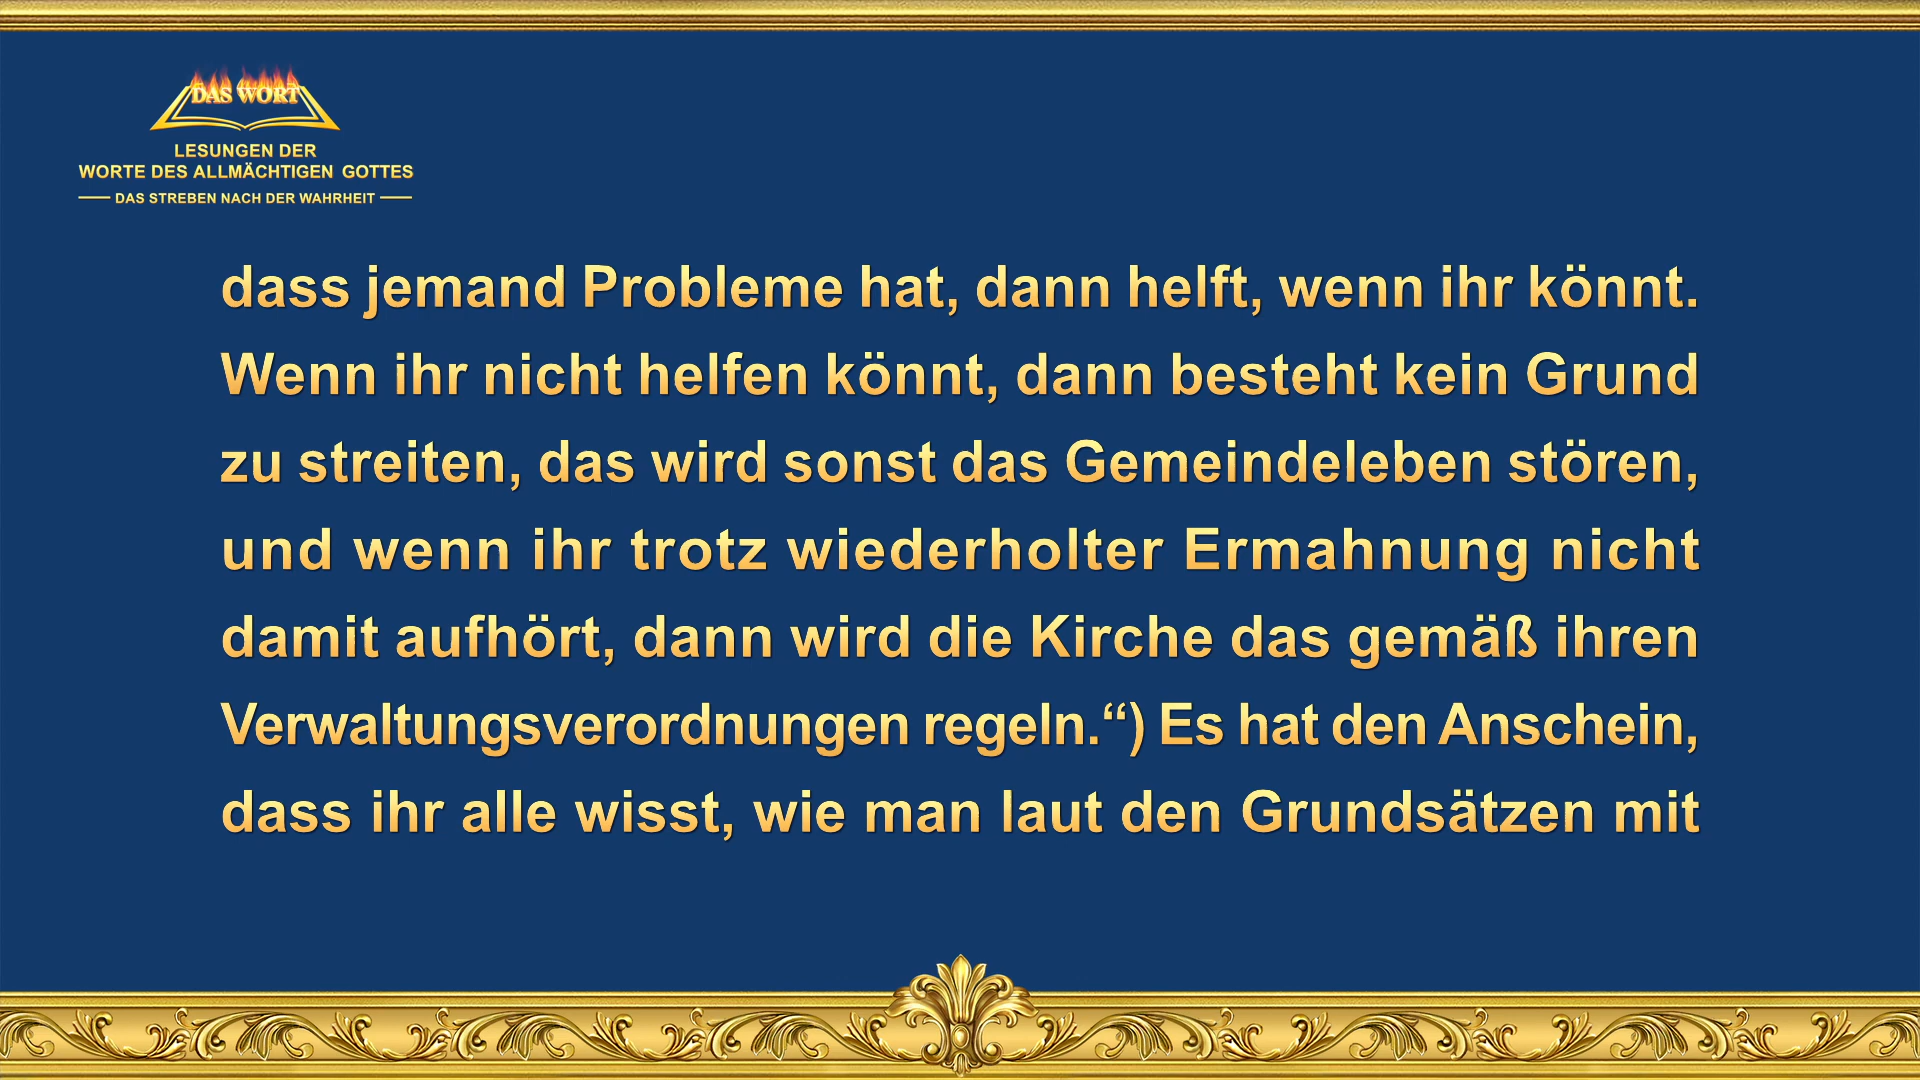 DAS WORT
LESUNGEN DER
WORTE DES ALLMÄCHTIGEN GOTTES
DAS STREBEN NACH DER WAHRHEIT
dass jemand Probleme hat, dann helft, wenn ihr könnt.
Wenn ihr nicht helfen könnt, dann besteht kein Grund
zu streiten, das wird sonst das Gemeindeleben stören,
und wenn ihr trotz wiederholter Ermahnung nicht
damit aufhört, dann wird die Kirche das gemäß ihren
Verwaltungsverordnungen regeln.“) Es hat den Anschein,
dass ihr alle wisst, wie man laut den Grundsätzen mit